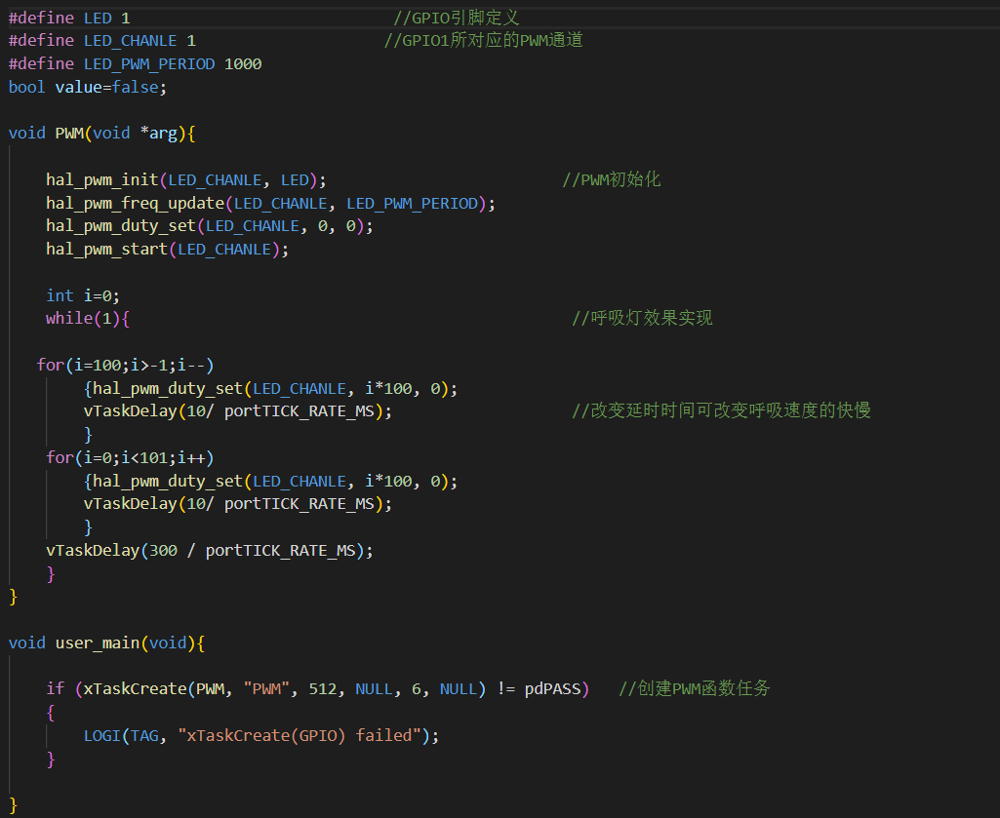 #define LED 1 //GPIO引脚定义
#define LED_CHANLE 1 //GPIO1所对应的PWM通道
#define LED_PWM_PERIOD 1000
bool value=false;
void PWM(void *arg){
hal_pwm_init(LED_CHANLE, LED); //PWM初始化
hal_pwm_freq_update(LED_CHANLE, LED_PWM_PERIOD);
hal_pwm_duty_set(LED_CHANLE, 0, 0);
hal_pwm_start(LED_CHANLE);
int i=0;
while(1){ //呼吸灯效果实现
for(i=100;i>-1;i--)
{hal_pwm_duty_set(LED_CHANLE, i*100, 0);
vTaskDelay(10/ portTICK_RATE_MS); //改变延时时间可改变呼吸速度的快慢
}
for(i=0;i<101;i++)
{hal_pwm_duty_set(LED_CHANLE, i*100, 0);
vTaskDelay(10/ portTICK_RATE_MS);
}
vTaskDelay(300 / portTICK_RATE_MS);
}
}
void user_main(void){
if (xTaskCreate(PWM, "PWM", 512, NULL, 6, NULL) != pdPASS) //创建PWM函数任务
{
LOGI(TAG, "xTaskCreate(GPIO) failed");
}
}